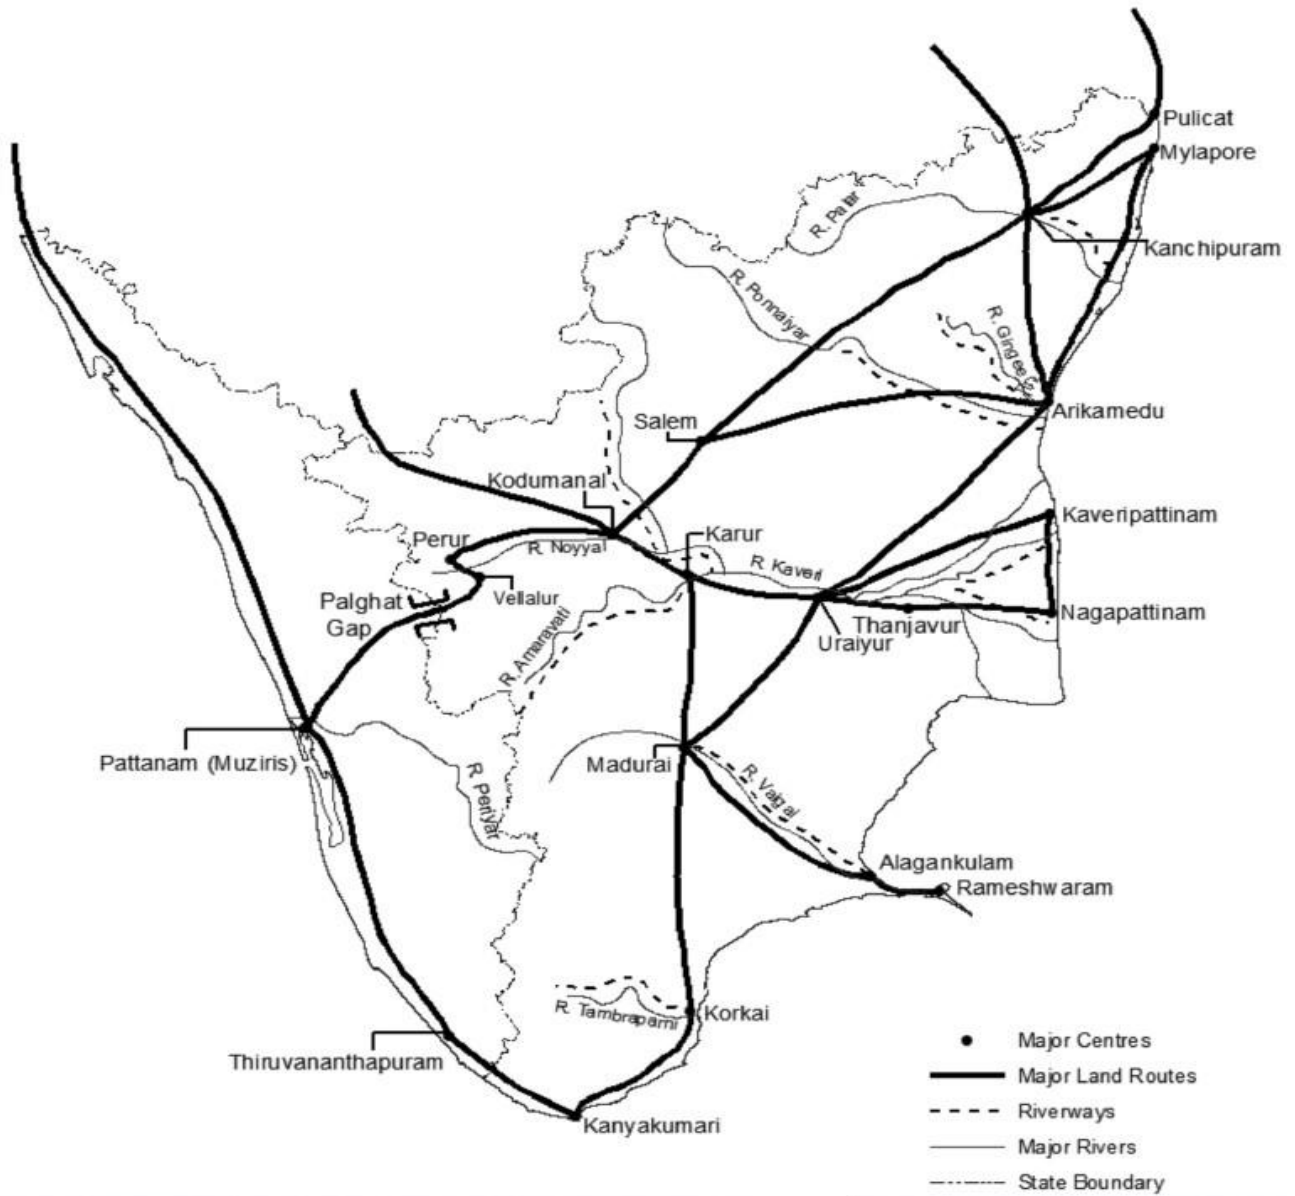 Pulicat
Mylapore
R. Palar
Kanchipuram
R. Ponnaiyar
R. Gingee
Arikamedu
Salem
Kodumanal
Kaveripattinam
Karur
Perur
R. Noyyal
R. Kaveri
Palghat
Gap
Vellalur
Nagapattinam
Thanjavur
Uraiyur
R. Amaravati
Pattanam (Muziris)
Madurai
R. Vaigai
R. Periyar
Alagankulam
Rameshwaram
R. Tambraparni
Korkai
Thiruvananthapuram
Kanyakumari
Major Centres
Major Land Routes
Riverways
Major Rivers
State Boundary